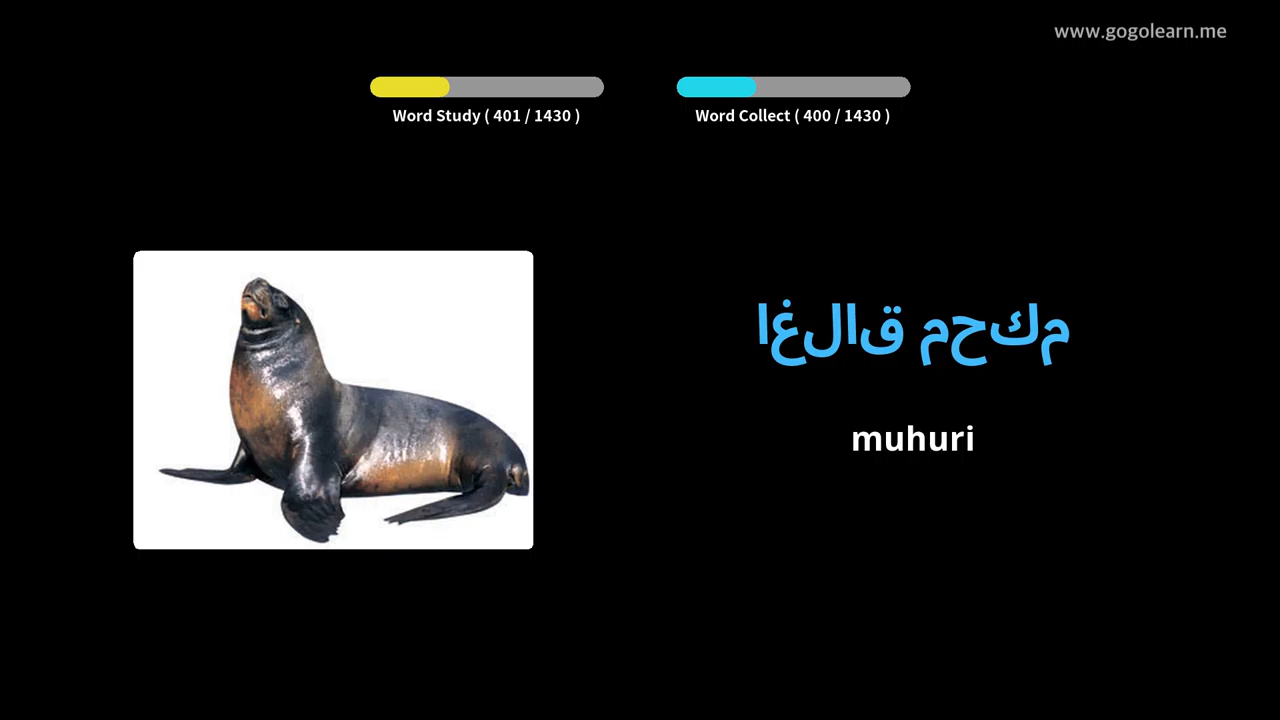 www.gogolearn.me
Word Study ( 401 / 1430 )
Word Collect ( 400 / 1430 )
اغلاق محكم
muhuri